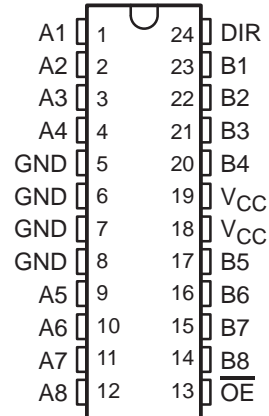 A1 1 24 DIR
A2 2 23 B1
A3 3 22 B2
A4 4 21 B3
GND 5 20 B4
GND 6 19 VCC
GND 7 18 VCC
GND 8 17 B5
A5 9 16 B6
A6 10 15 B7
A7 11 14 B8
A8 12 13 O̅E̅